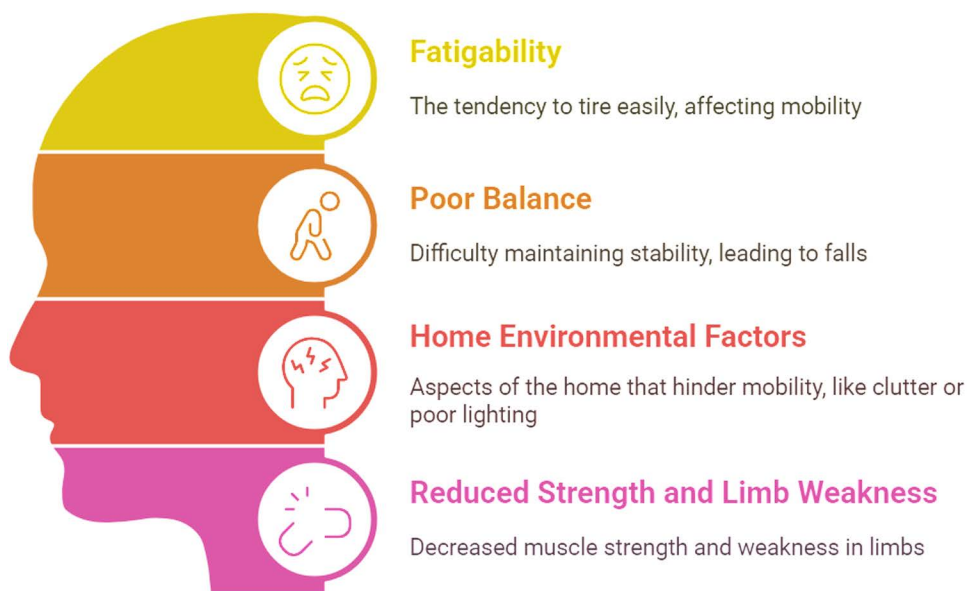 Fatigability
The tendency to tire easily, affecting mobility
Poor Balance
Difficulty maintaining stability, leading to falls
Home Environmental Factors
Aspects of the home that hinder mobility, like clutter or
poor lighting
Reduced Strength and Limb Weakness
Decreased muscle strength and weakness in limbs